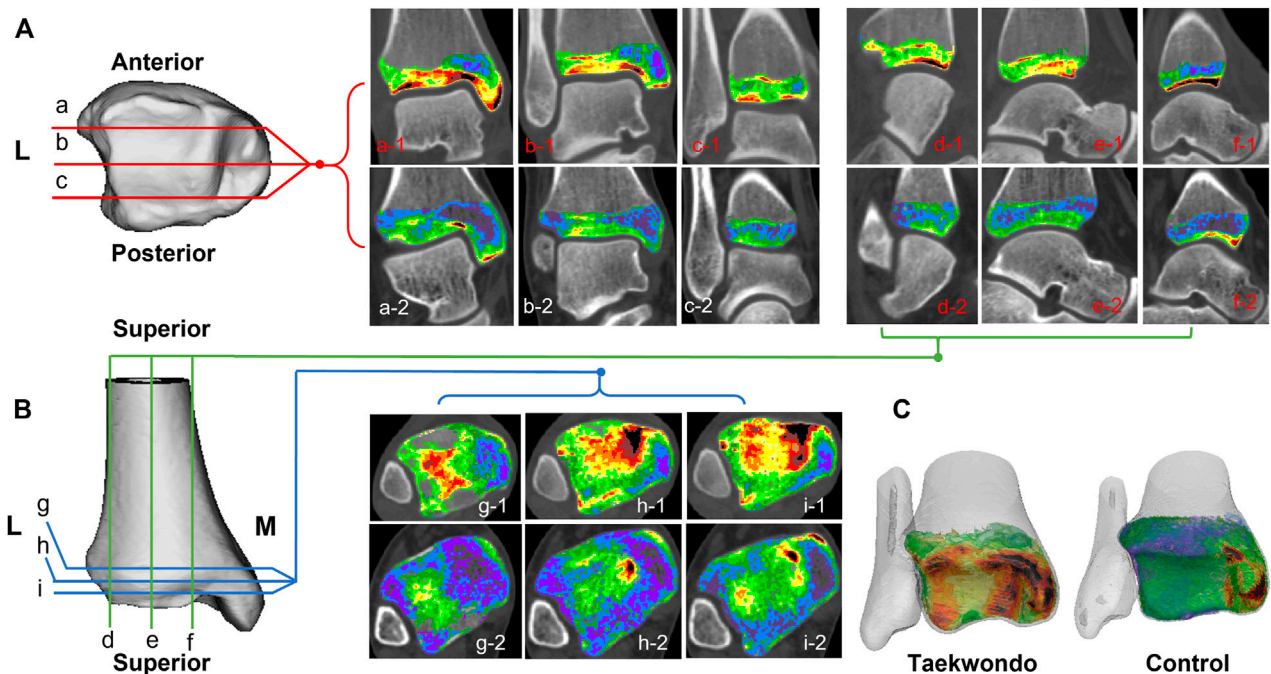 A
Anterior
a
b
L
c
Posterior
a-1
b-1
c-1
d-1
e-1
f-1
a-2
b-2
c-2
d-2
e-2
f-2
Superior
B
g
L
M
h
i
d
e
f
Superior
g-1
h-1
i-1
g-2
h-2
i-2
C
Taekwondo
Control